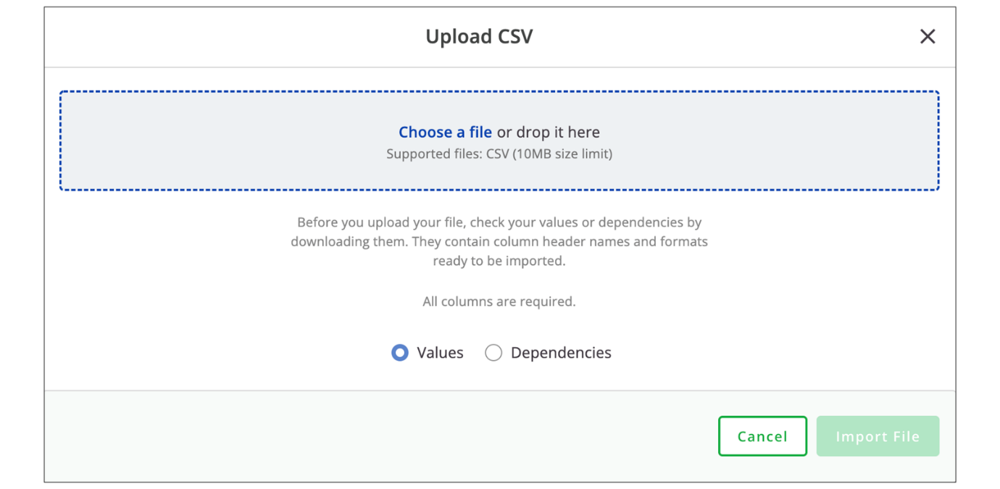 Upload CSV
Choose a file or drop it here
Supported files: CSV (10MB size limit)
Before you upload your file, check your values or dependencies by
downloading them. They contain column header names and formats
ready to be imported.
All columns are required.
Values Dependencies
Cancel Import File